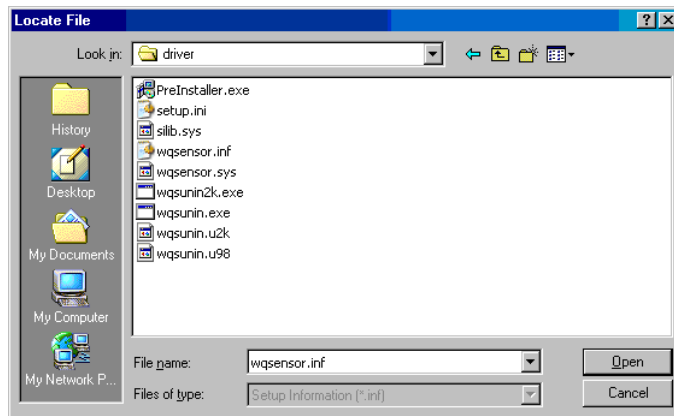 Locate File
Look in: driver
History
Desktop
My Documents
My Computer
My Network P...
PreInstaller.exe
setup.ini
silib.sys
wqsensor.inf
wqsensor.sys
wqsunin2k.exe
wqsunin.exe
wqsunin.u2k
wqsunin.u98
File name: wqsensor.inf Open
Files of type: Setup Information (*.inf) Cancel